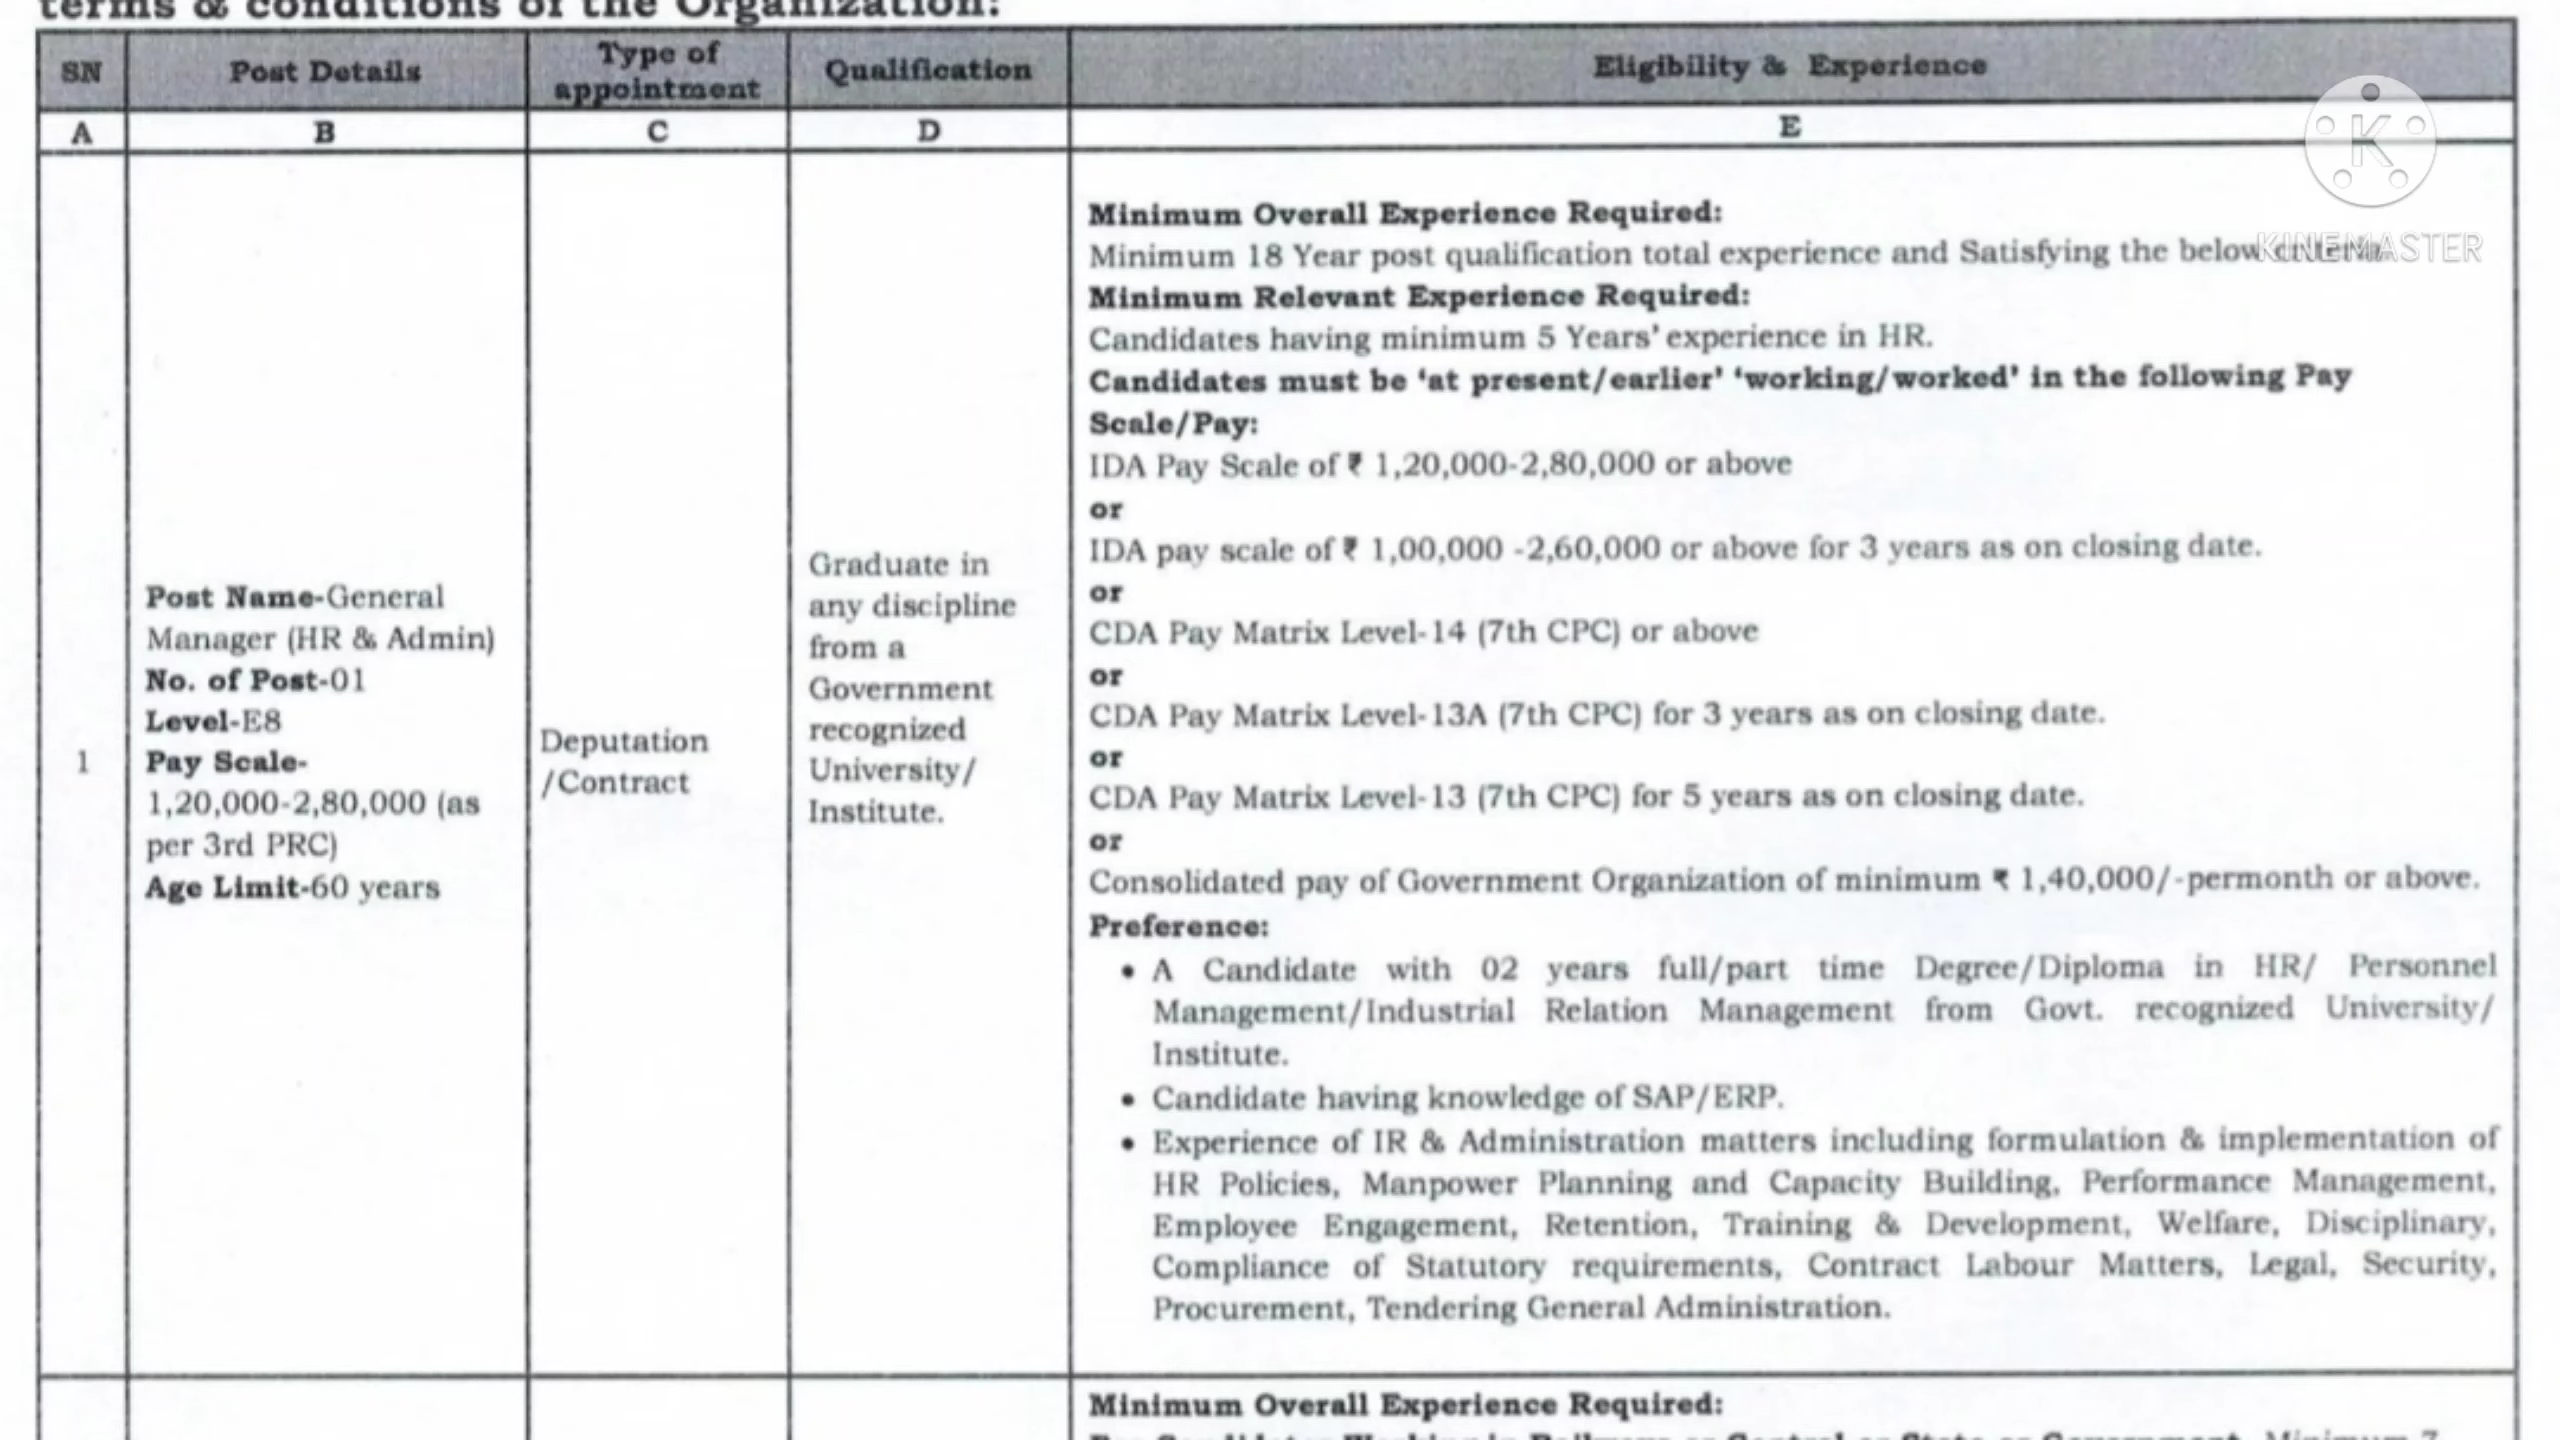 terms & conditions of the Organization:
SN
Post Details
Type of
appointment
Qualification
Eligibility & Experience
A
B
C
D
E
1
Post Name-General
Manager (HR & Admin)
No. of Post-01
Level-E8
Pay Scale-
1,20,000-2,80,000 (as
per 3rd PRC)
Age Limit-60 years
Deputation
/Contract
Graduate in
any discipline
from a
Government
recognized
University/
Institute.
Minimum Overall Experience Required:
Minimum 18 Year post qualification total experience and Satisfying the below criteria
Minimum Relevant Experience Required:
Candidates having minimum 5 Years' experience in HR.
Candidates must be 'at present/earlier' 'working/worked' in the following Pay
Scale/Pay:
IDA Pay Scale of ₹ 1,20,000-2,80,000 or above
or
IDA pay scale of ₹ 1,00,000 -2,60,000 or above for 3 years as on closing date.
or
CDA Pay Matrix Level-14 (7th CPC) or above
or
CDA Pay Matrix Level-13A (7th CPC) for 3 years as on closing date.
or
CDA Pay Matrix Level-13 (7th CPC) for 5 years as on closing date.
or
Consolidated pay of Government Organization of minimum ₹ 1,40,000/-permonth or above.
Preference:
• A Candidate with 02 years full/part time Degree/Diploma in HR/ Personnel
Management/Industrial Relation Management from Govt. recognized University/
Institute.
• Candidate having knowledge of SAP/ERP.
• Experience of IR & Administration matters including formulation & implementation of
HR Policies, Manpower Planning and Capacity Building, Performance Management,
Employee Engagement, Retention, Training & Development, Welfare, Disciplinary,
Compliance of Statutory requirements, Contract Labour Matters, Legal, Security,
Procurement, Tendering General Administration.
Minimum Overall Experience Required:
K
KINEMASTER